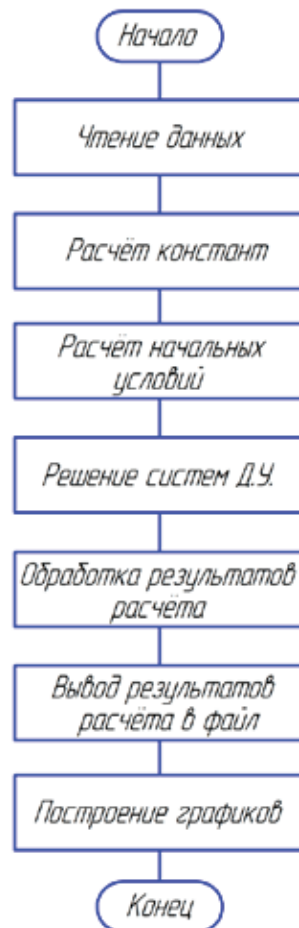 Начало
Чтение данных
Расчёт констант
Расчёт начальных
условий
Решение систем Д.У.
Обработка результатов
расчёта
Вывод результатов
расчёта в файл
Построение графиков
Конец